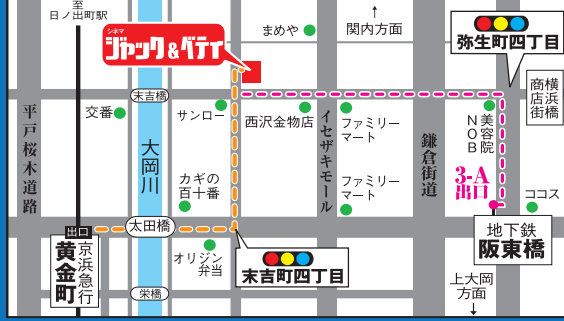 至
日ノ出町駅
シネマ
ジャック&ベティ
まめや
↑
関内方面
弥生町四丁目
横浜橋
商店街
末吉橋
交番
サンロー
西沢金物店
ファミリー
マート
美容院
NOB
平戸桜木道路
大岡川
イセザキモール
鎌倉街道
カギの
百十番
ファミリー
マート
3-A
出口
ココス
太田橋
出口
京浜急行
黄金町
オリジン
弁当
末吉町四丁目
地下鉄
阪東橋
上大岡
方面
↓
栄橋